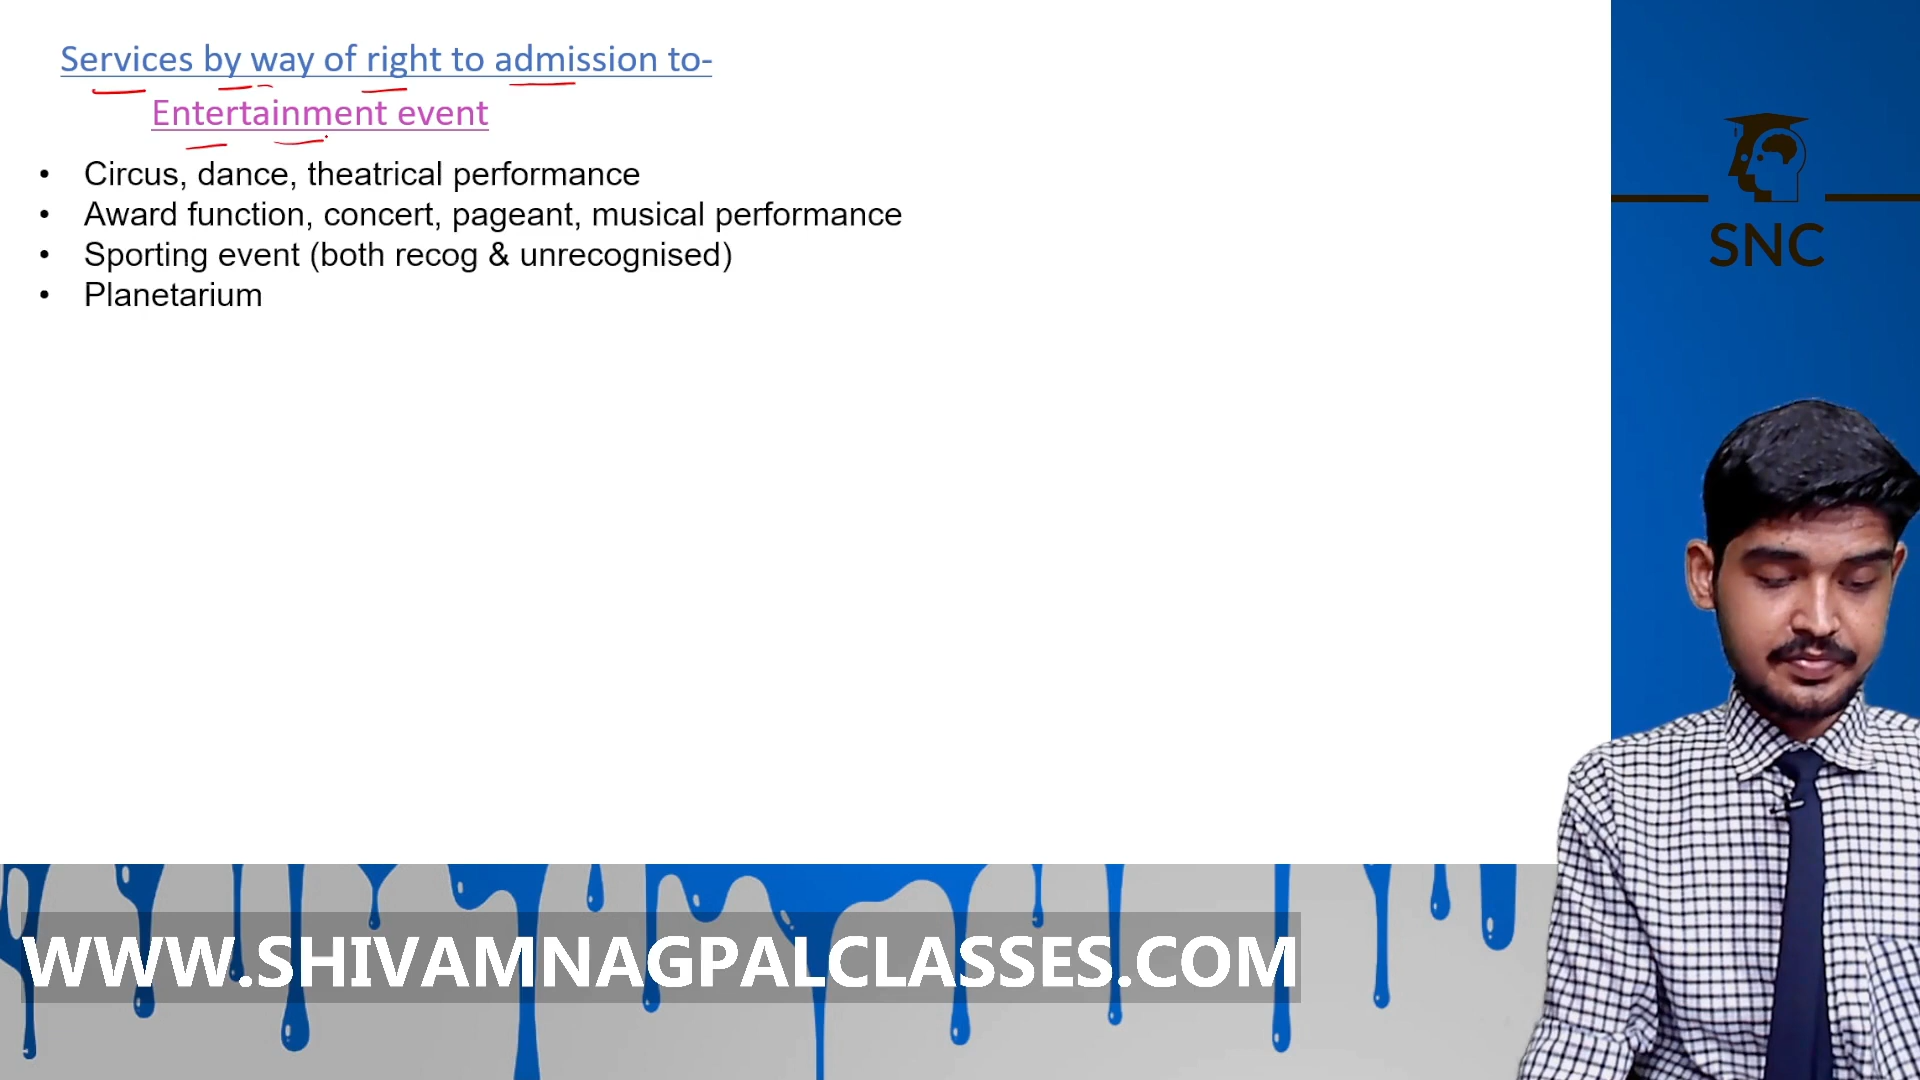 Services by way of right to admission to-
Entertainment event
• Circus, dance, theatrical performance
• Award function, concert, pageant, musical performance
• Sporting event (both recog & unrecognised)
• Planetarium
SNC
WWW.SHIVAMNAGPALCLASSES.COM